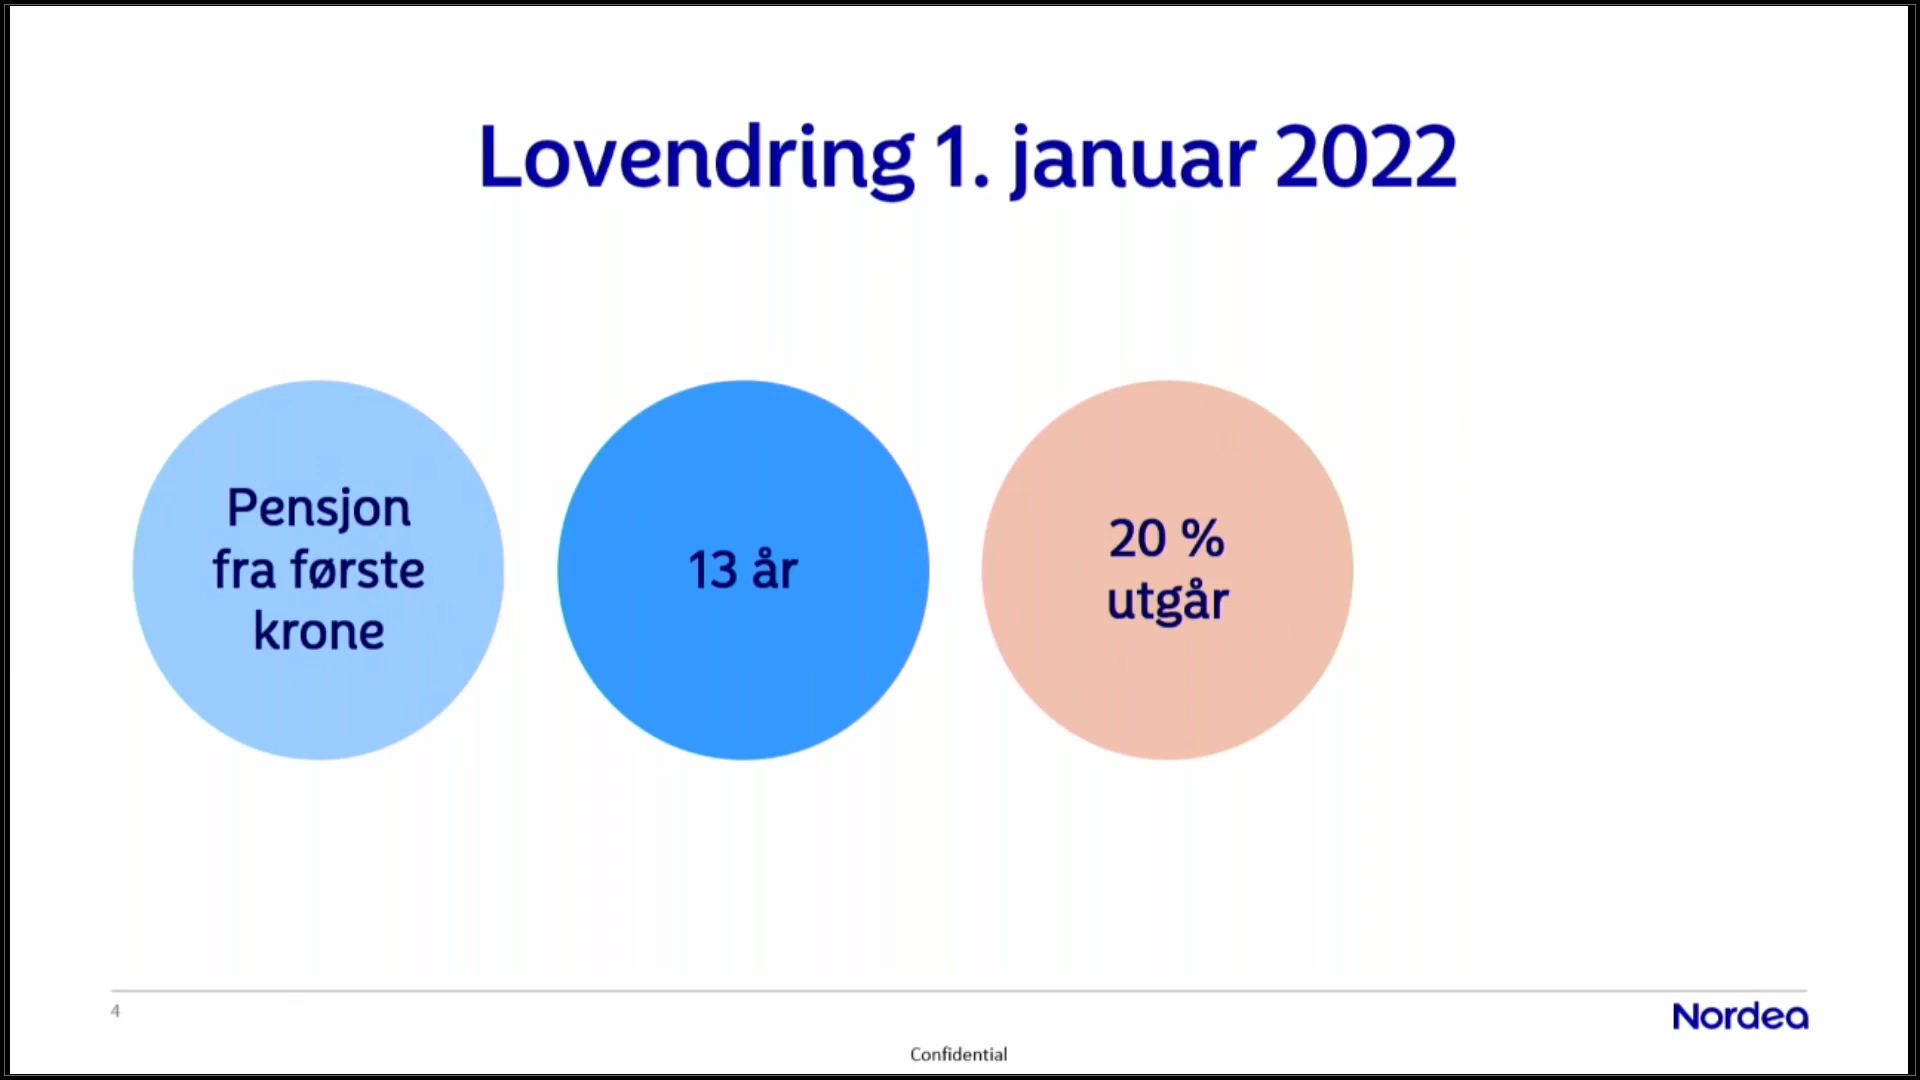 Lovendring 1. januar 2022
Pensjon
fra første
krone
13 år
20 %
utgår
4
Nordea
Confidential